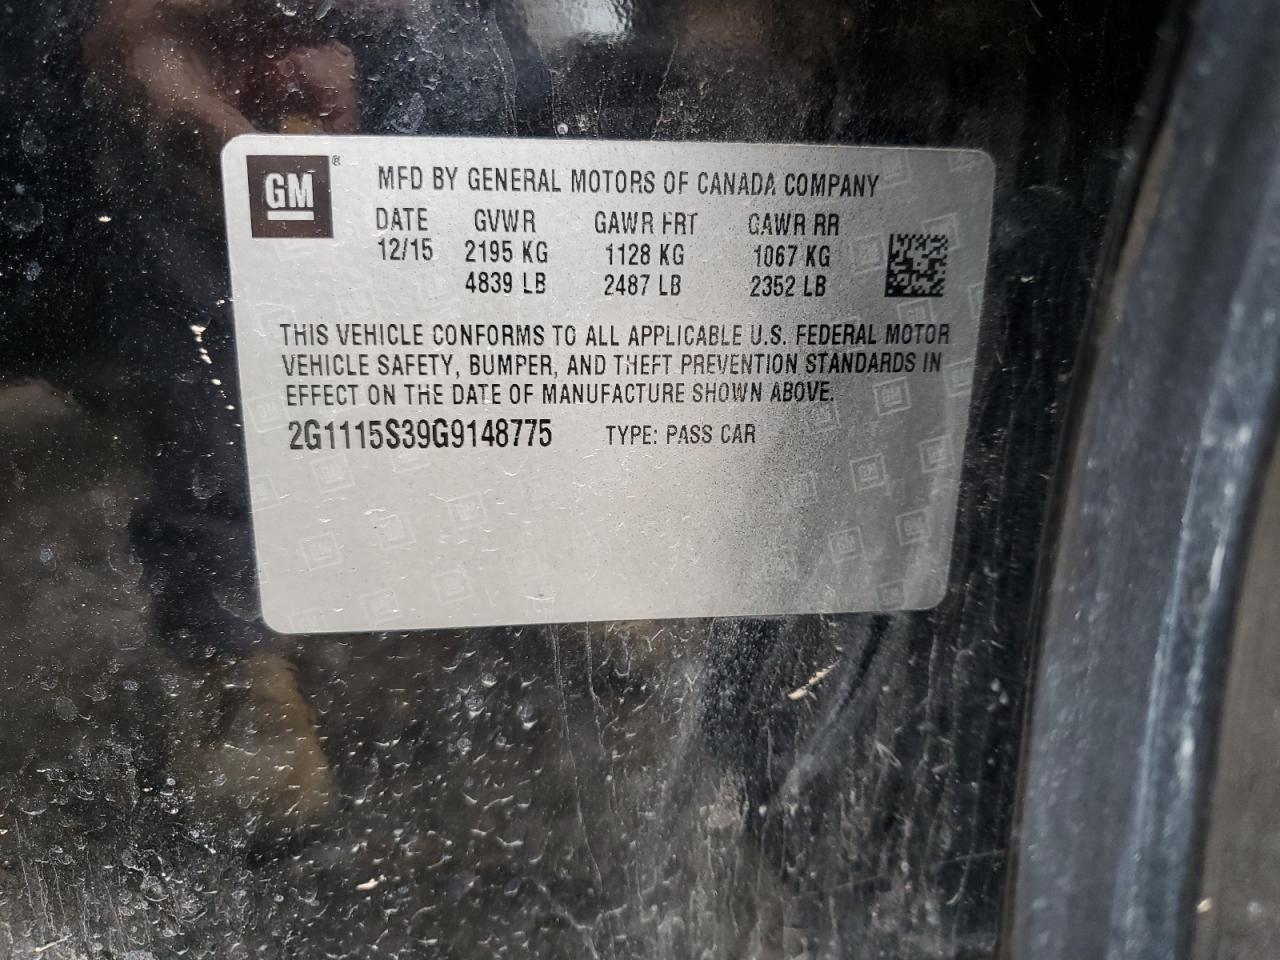 GM®
MFD BY GENERAL MOTORS OF CANADA COMPANY
DATE GVWR GAWR FRT GAWR RR
12/15 2195 KG 1128 KG 1067 KG
4839 LB 2487 LB 2352 LB
THIS VEHICLE CONFORMS TO ALL APPLICABLE U.S. FEDERAL MOTOR
VEHICLE SAFETY, BUMPER, AND THEFT PREVENTION STANDARDS IN
EFFECT ON THE DATE OF MANUFACTURE SHOWN ABOVE.
2G1115S39G9148775 TYPE: PASS CAR